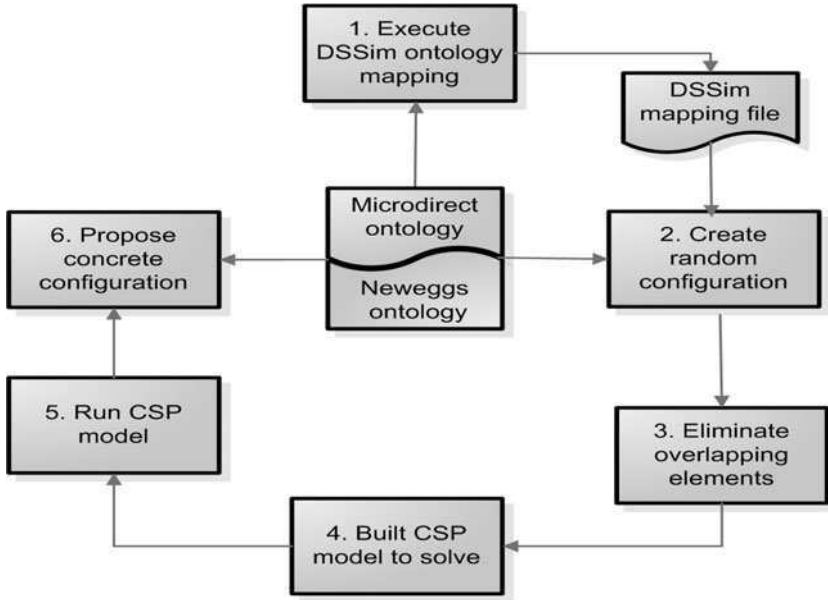 1. Execute
DSSim ontology
mapping
DSSim
mapping file
Microdirect
ontology
Neweggs
ontology
2. Create
random
configuration
3. Eliminate
overlapping
elements
4. Built CSP
model to solve
5. Run CSP
model
6. Propose
concrete
configuration